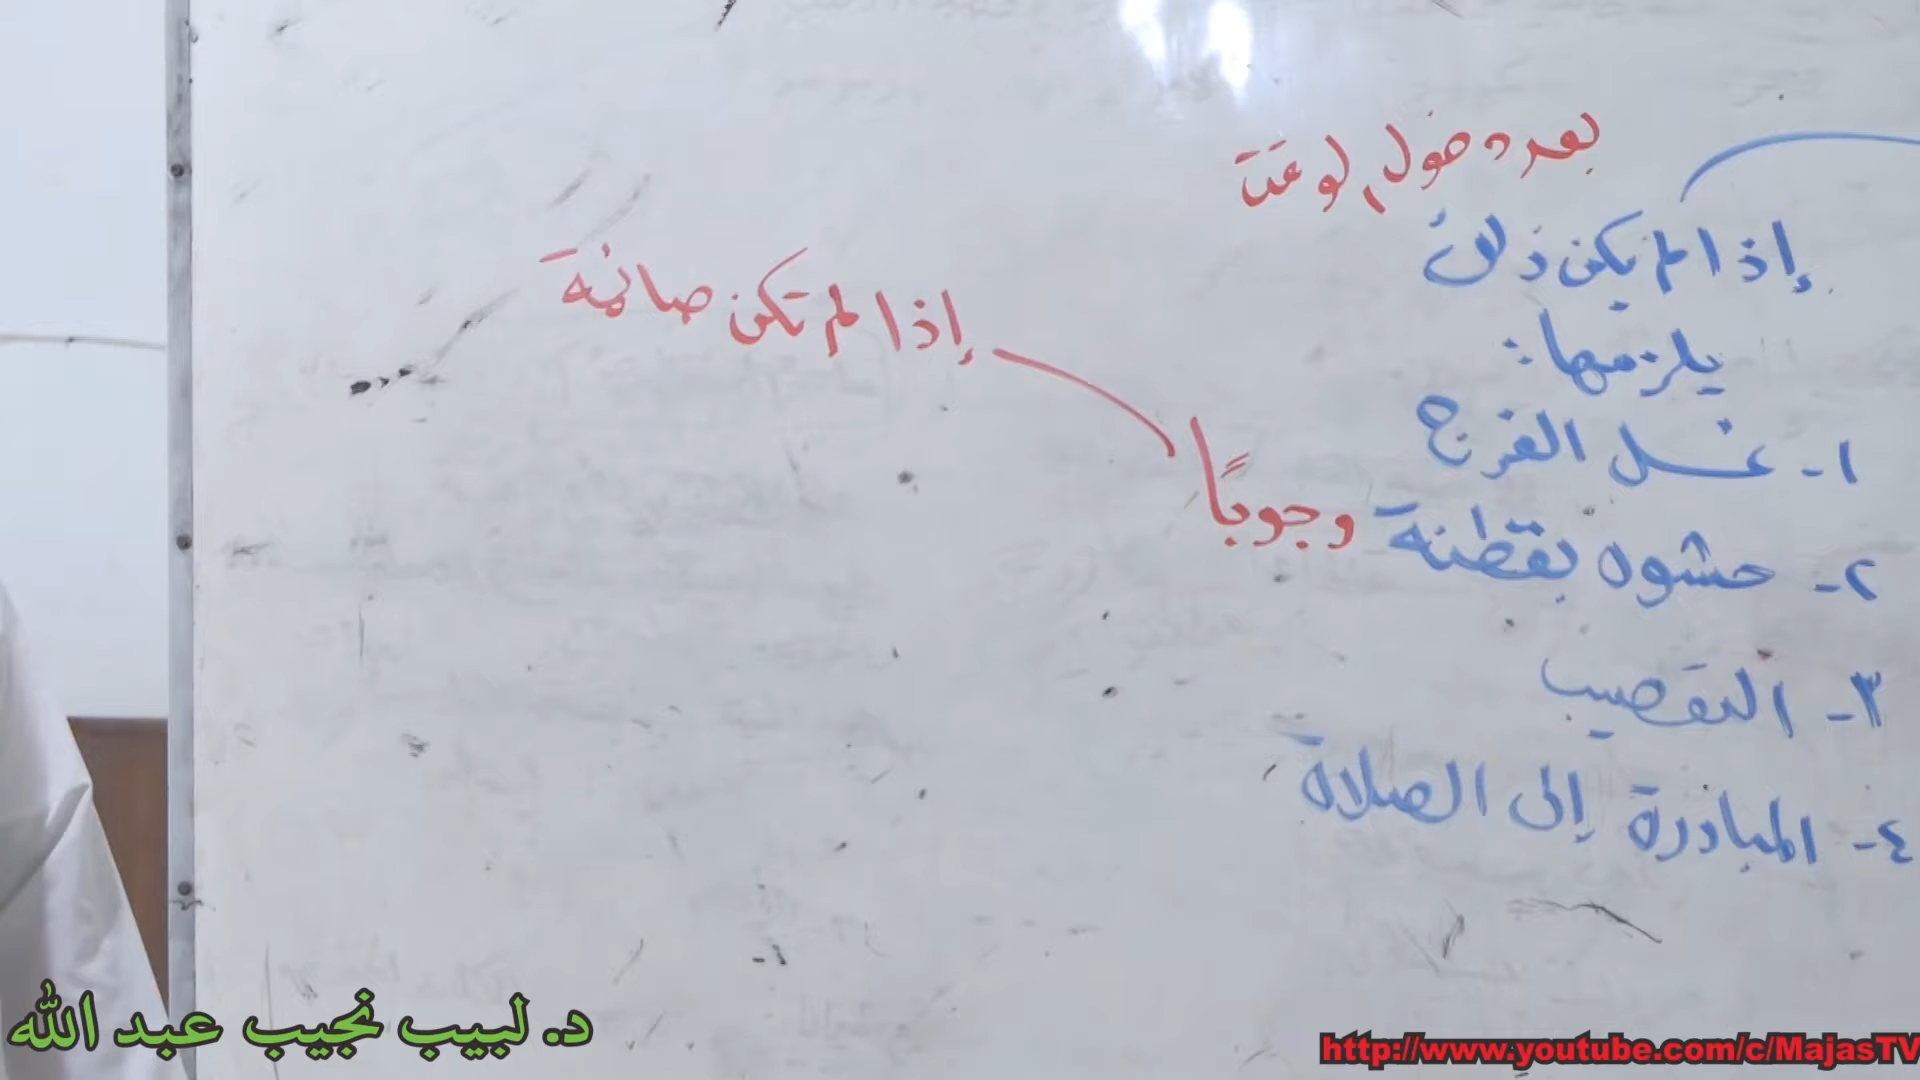 بعد دخول الوقت
إذا لم يكن ذلك
يلزمها:
١- غسل الفرج
٢- حشوه بقطنة وجوبًا
إذا لم تكن صائمة
٣- التعصيب
٤- المبادرة إلى الصلاة
د. لبيب نجيب عبد الله
http://www.youtube.com/c/MajasTV